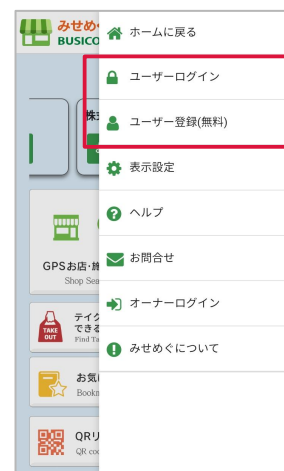 みせめ
BUSICO
ホームに戻る
ユーザーログイン
ユーザー登録(無料)
表示設定
ヘルプ
お問合せ
オーナーログイン
みせめぐについて
株
GPSお店・
Shop Sea
TAKE
OUT
テイク
できる
Find Ta
お気
Bookm
QRリ
QR co